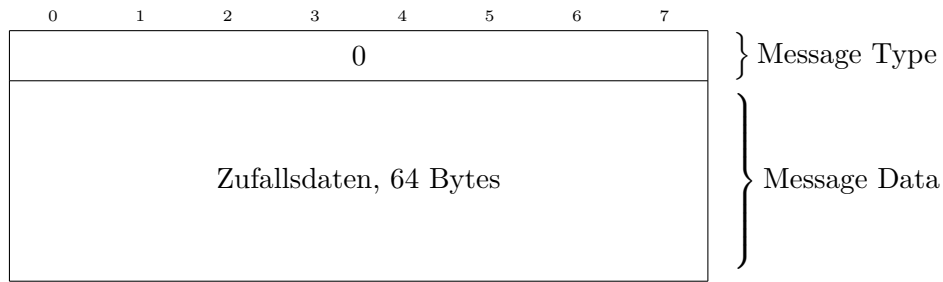 0 1 2 3 4 5 6 7
0
Message Type
Zufallsdaten, 64 Bytes
Message Data